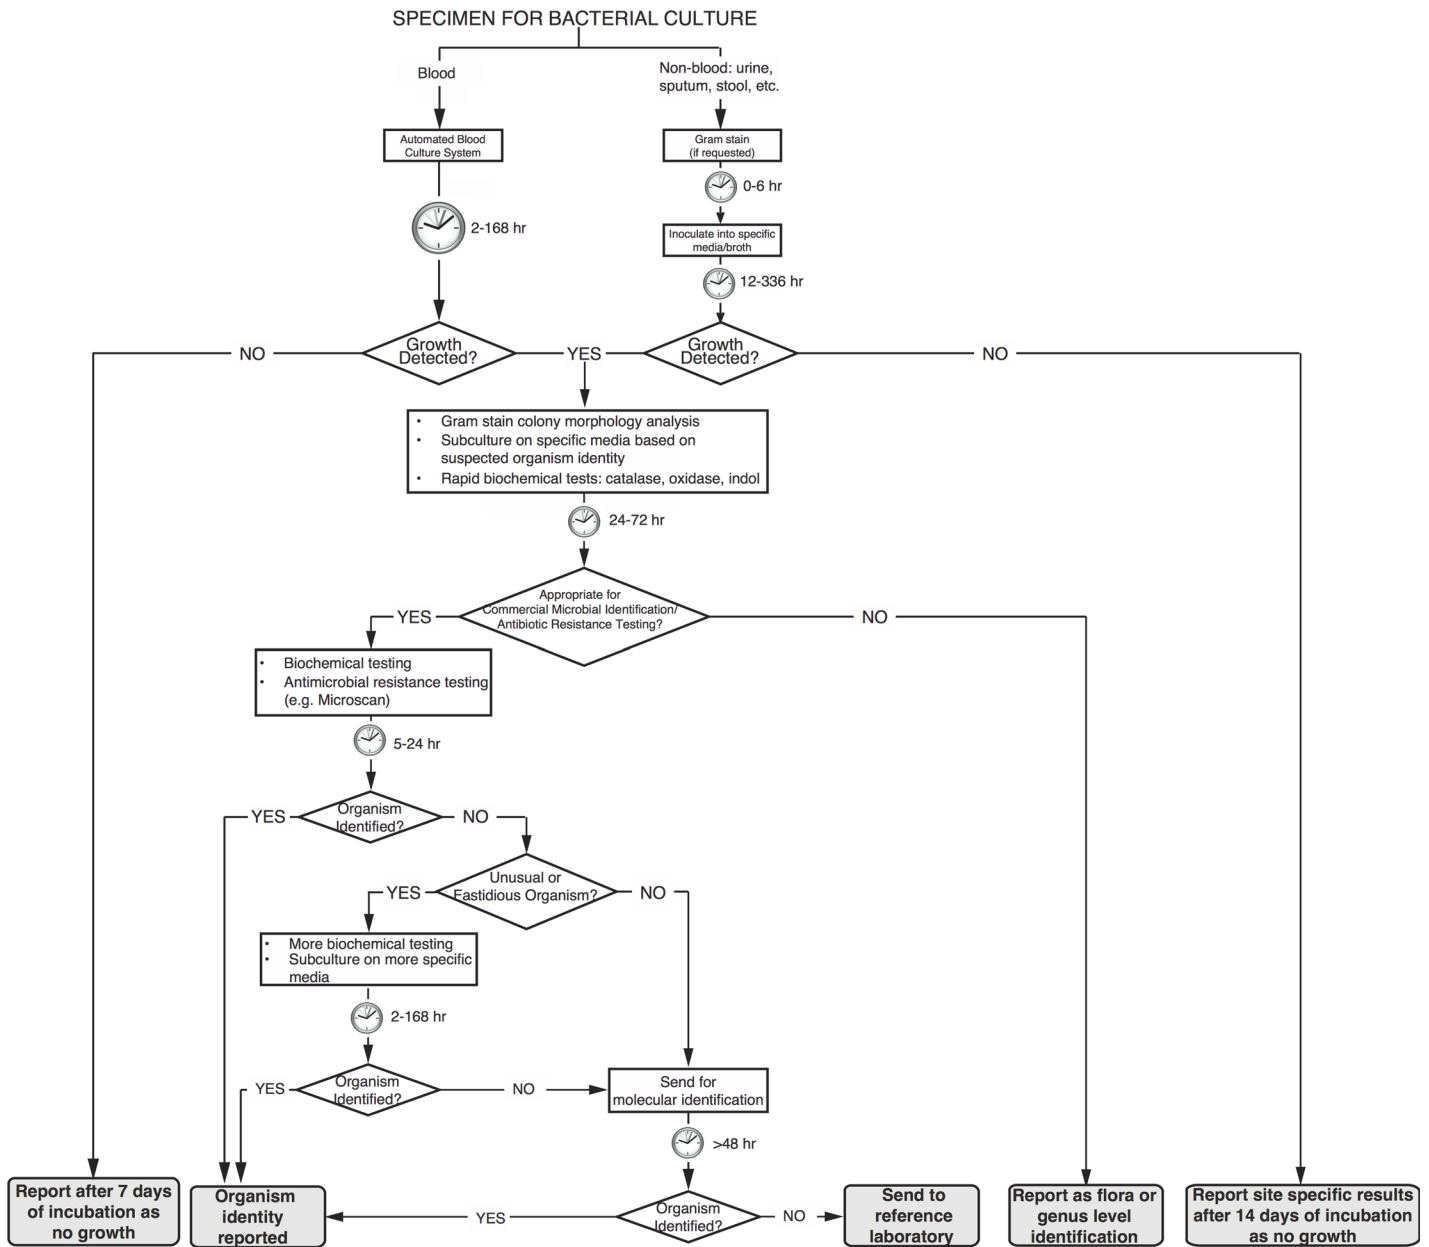 SPECIMEN FOR BACTERIAL CULTURE
Blood
Non-blood: urine,
sputum, stool, etc.
Automated Blood
Culture System
Gram stain
(if requested)
0-6 hr
2-168 hr
Inoculate into specific
media/broth
12-336 hr
NO
Growth
Detected?
YES
Growth
Detected?
NO
• Gram stain colony morphology analysis
• Subculture on specific media based on
suspected organism identity
• Rapid biochemical tests: catalase, oxidase, indol
24-72 hr
Appropriate for
Commercial Microbial Identification/
Antibiotic Resistance Testing?
YES
NO
• Biochemical testing
• Antimicrobial resistance testing
(e.g. Microscan)
5-24 hr
YES
Organism
Identified?
NO
Unusual or
Fastidious Organism?
YES
NO
• More biochemical testing
• Subculture on more specific
media
2-168 hr
YES
Organism
Identified?
NO
Send for
molecular identification
>48 hr
Report after 7 days
of incubation as
no growth
Organism
identity
reported
YES
Organism
Identified?
NO
Send to
reference
laboratory
Report as flora or
genus level
identification
Report site specific results
after 14 days of incubation
as no growth